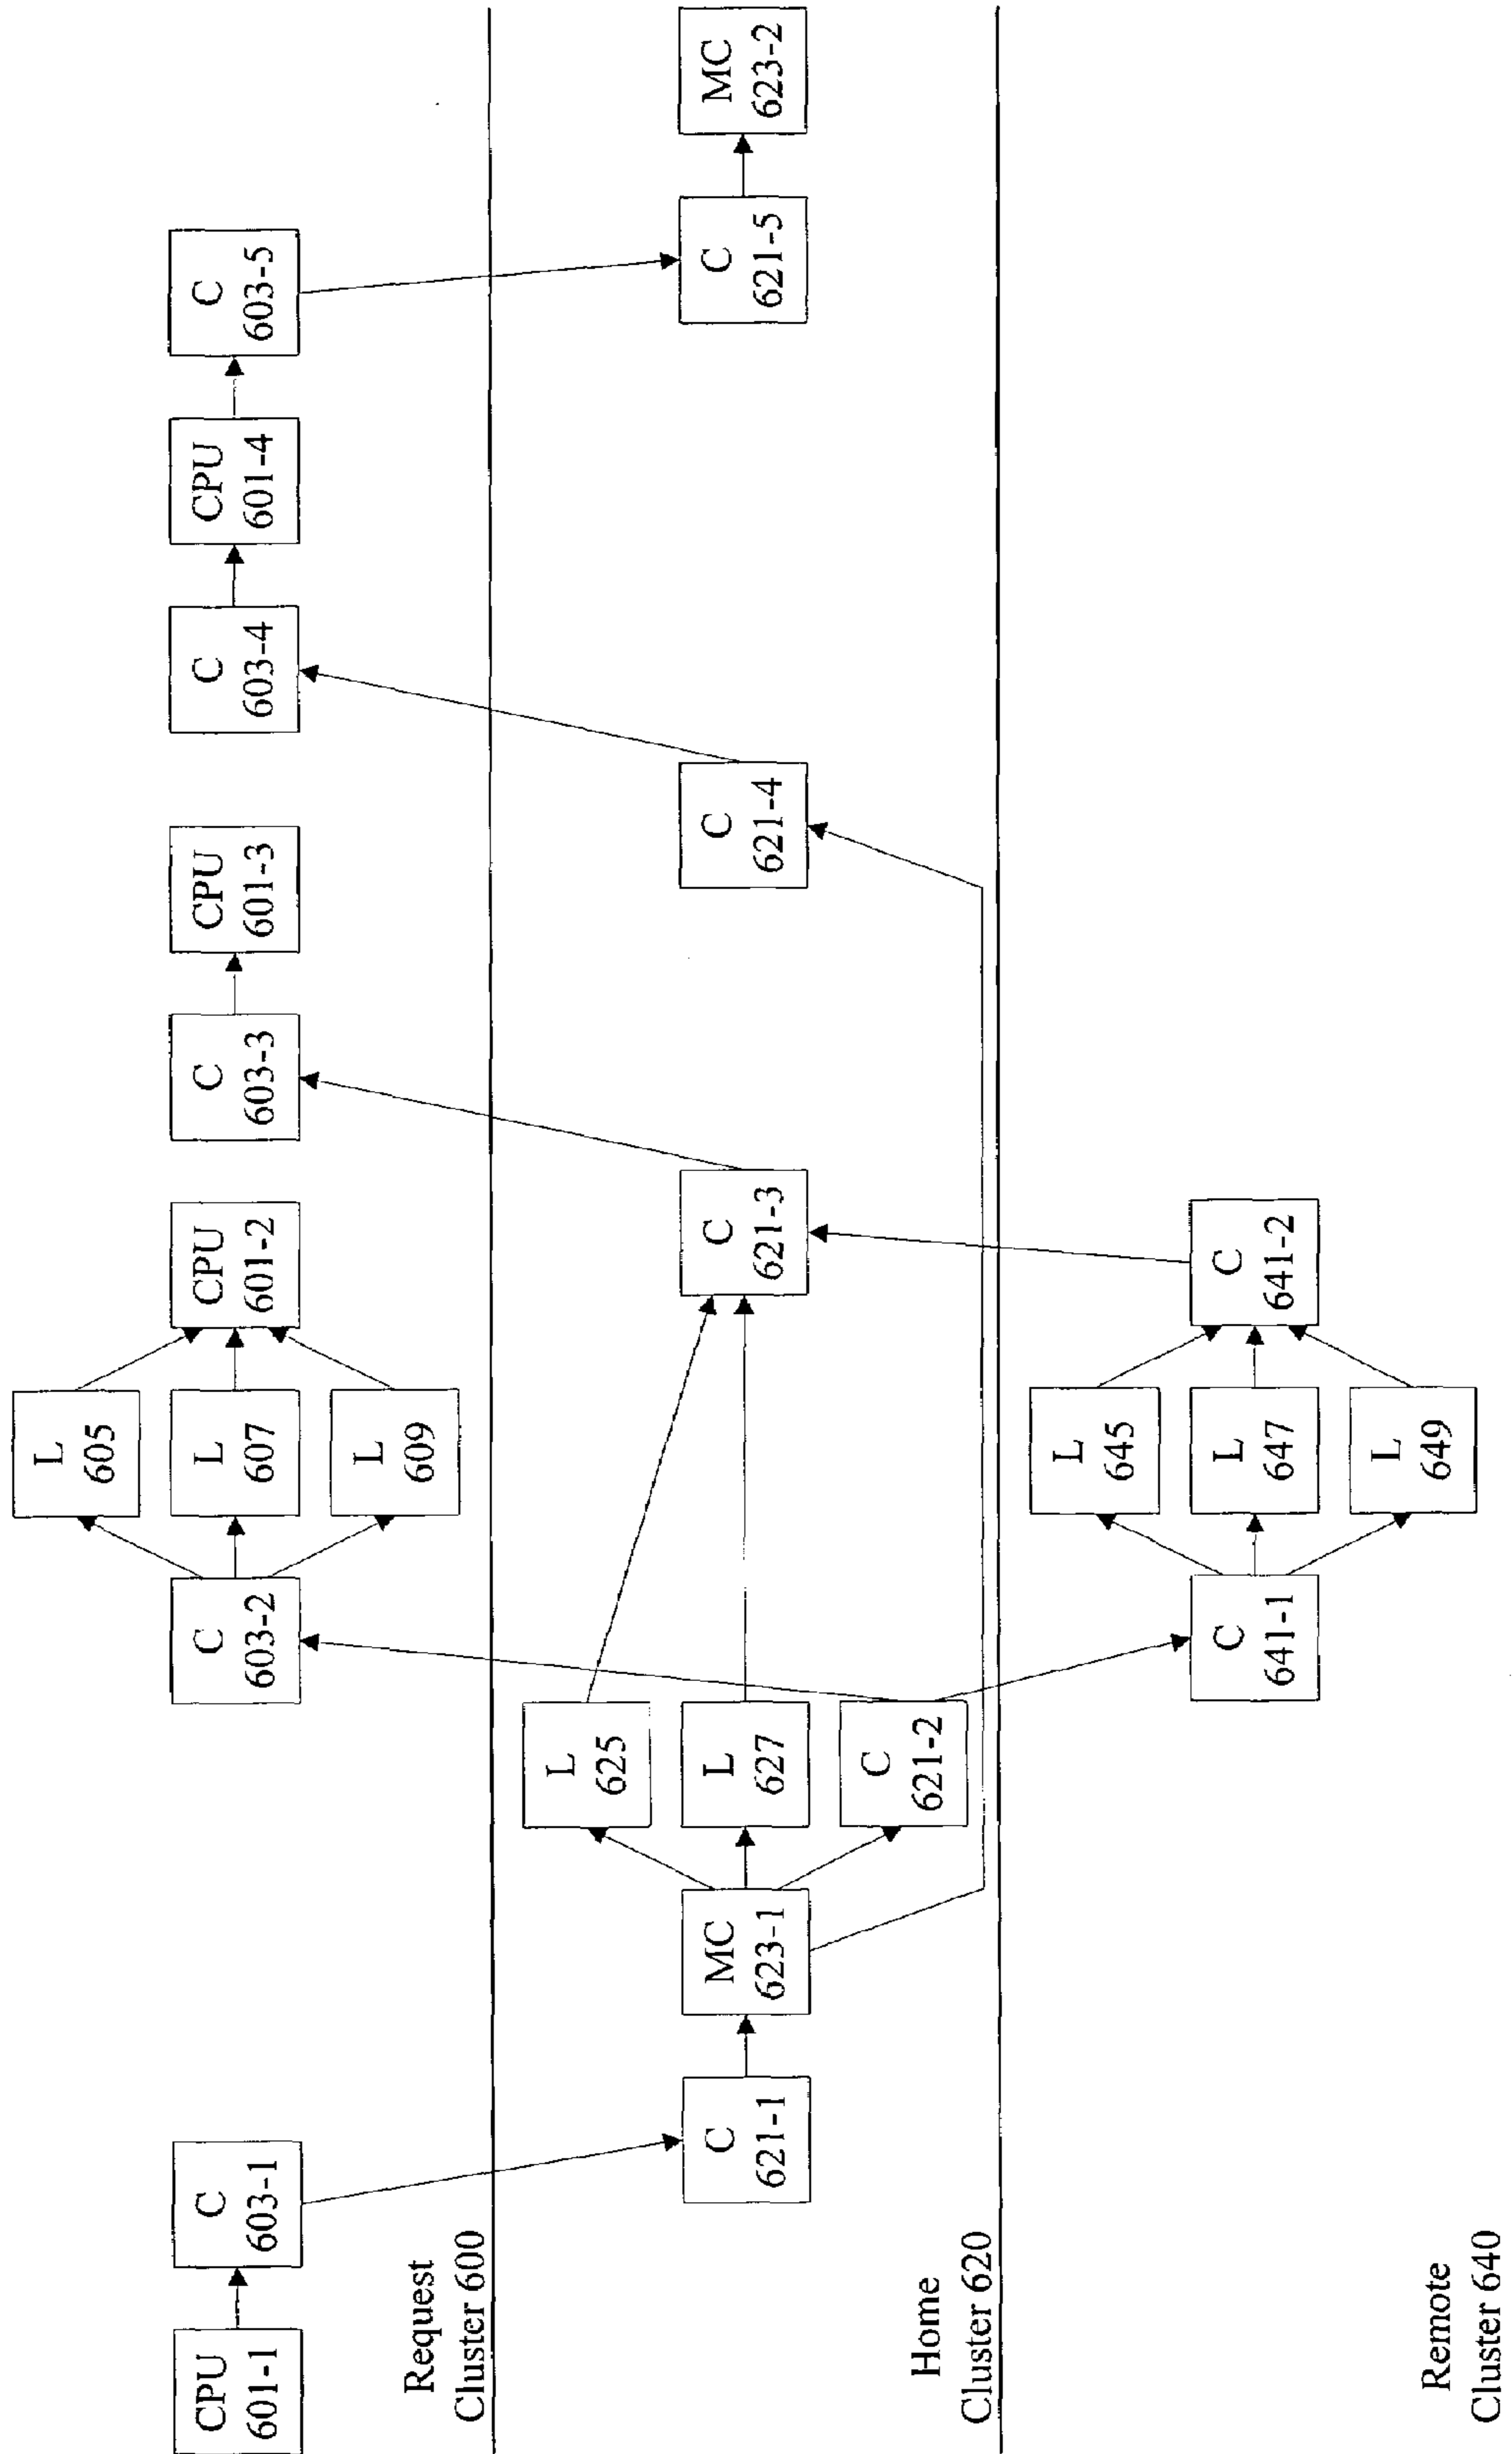 CPU
601-1
C
603-1
C
603-2
L
605
L
607
L
609
CPU
601-2
C
603-3
CPU
601-3
C
603-4
CPU
601-4
C
603-5
Request
Cluster 600
C
621-1
MC
623-1
L
625
L
627
C
621-2
C
621-3
C
621-4
C
621-5
MC
623-2
Home
Cluster 620
C
641-1
L
645
L
647
L
649
C
641-2
Remote
Cluster 640